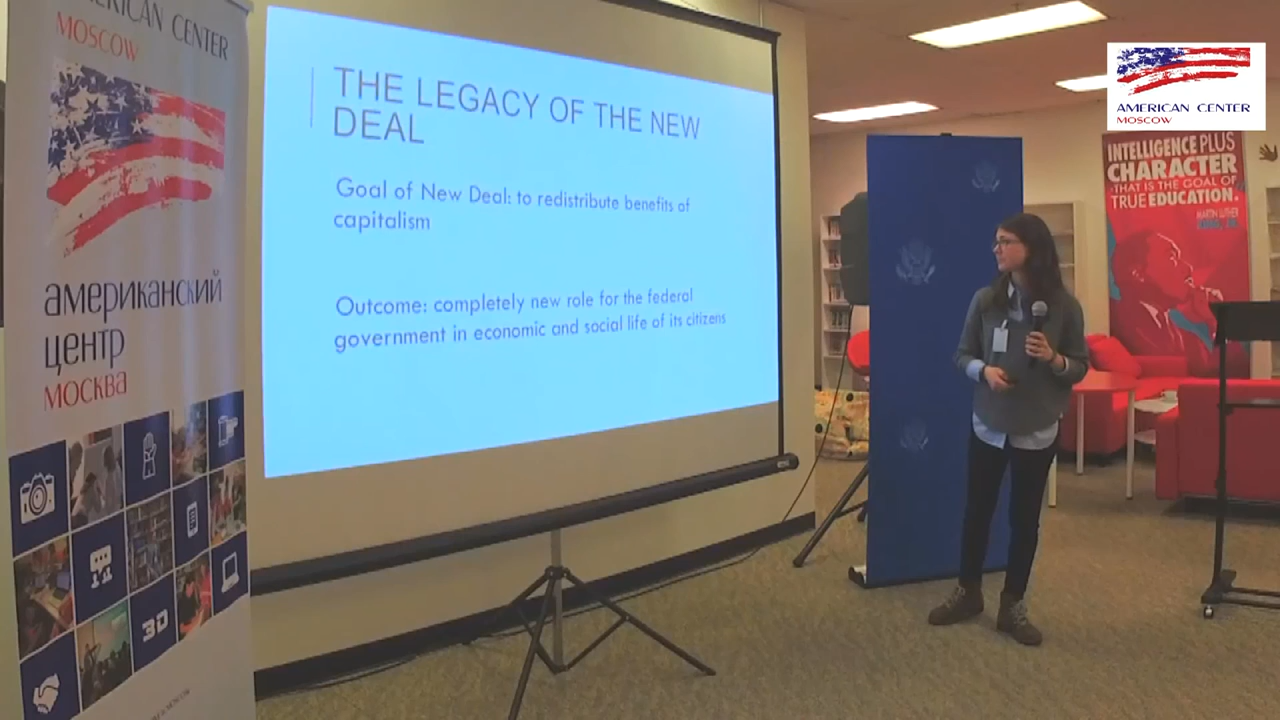 AMERICAN CENTER
MOSCOW
американский
центр
москва
3D
THE LEGACY OF THE NEW
DEAL
Goal of New Deal: to redistribute benefits of
capitalism
Outcome: completely new role for the federal
government in economic and social life of its citizens
AMERICAN CENTER
MOSCOW
INTELLIGENCE PLUS
CHARACTER
-THAT IS THE GOAL OF
TRUE EDUCATION.
MARTIN LUTHER
KING, JR.